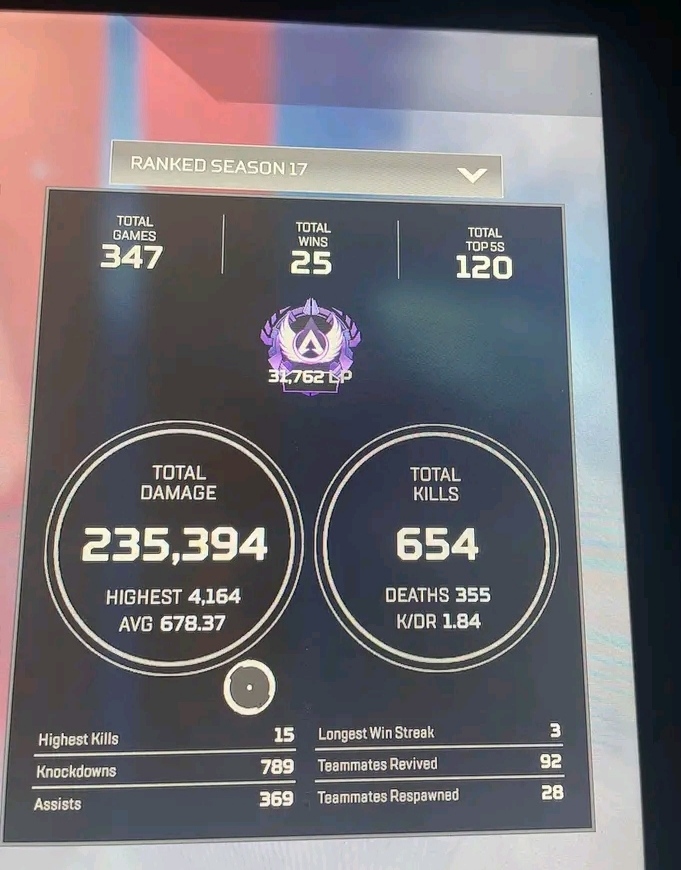 RANKED SEASON 17
TOTAL
GAMES
347
TOTAL
WINS
25
TOTAL
TOP 5S
120
31,762 LP
TOTAL
DAMAGE
235,394
HIGHEST 4,164
AVG 678.37
TOTAL
KILLS
654
DEATHS 355
K/DR 1.84
Highest Kills 15
Knockdowns 789
Assists 369
Longest Win Streak 3
Teammates Revived 92
Teammates Respawned 28